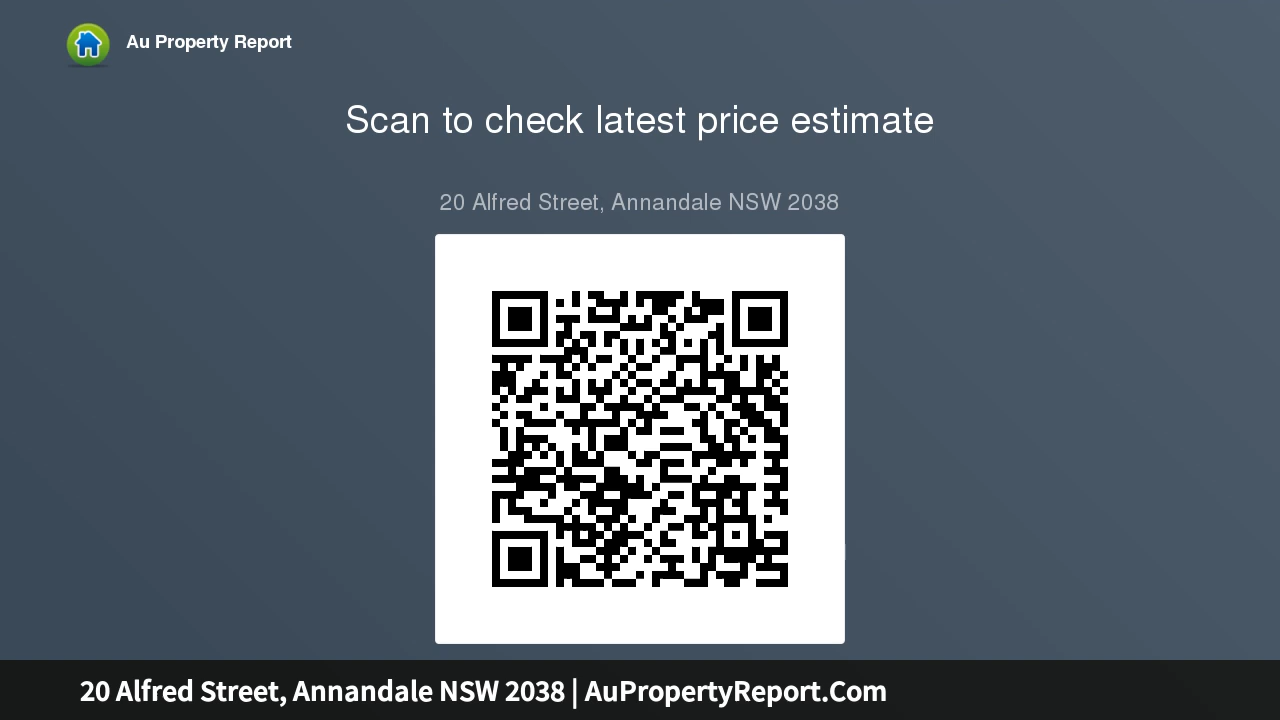 Au Property Report
Scan to check latest price estimate
20 Alfred Street, Annandale NSW 2038
20 Alfred Street, Annandale NSW 2038 | AuPropertyReport.Com